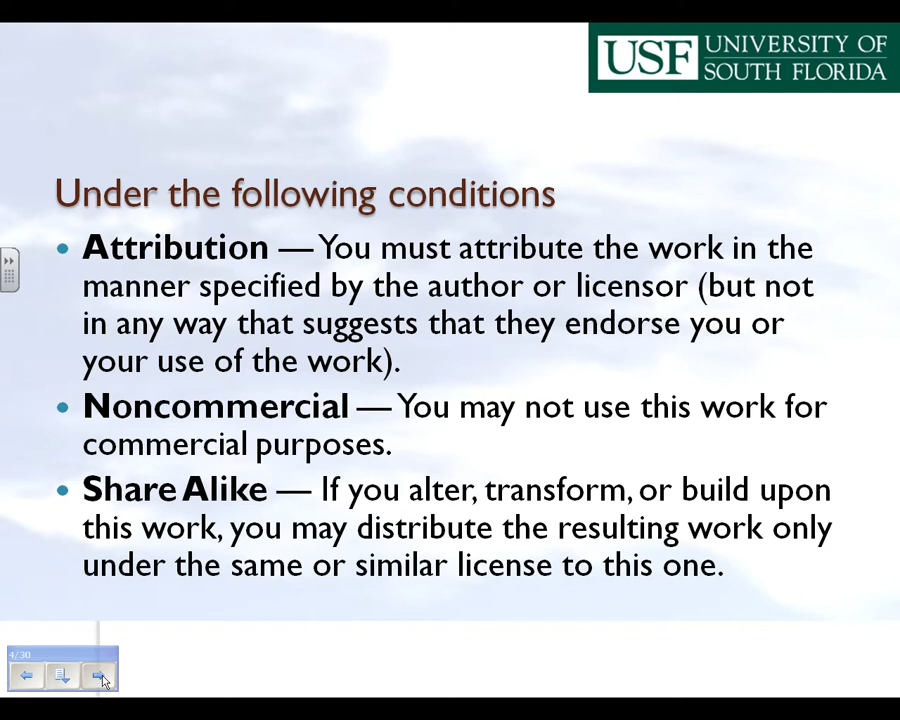 USF UNIVERSITY OF
SOUTH FLORIDA
Under the following conditions
• Attribution — You must attribute the work in the
manner specified by the author or licensor (but not
in any way that suggests that they endorse you or
your use of the work).
• Noncommercial — You may not use this work for
commercial purposes.
• Share Alike — If you alter, transform, or build upon
this work, you may distribute the resulting work only
under the same or similar license to this one.
4/30